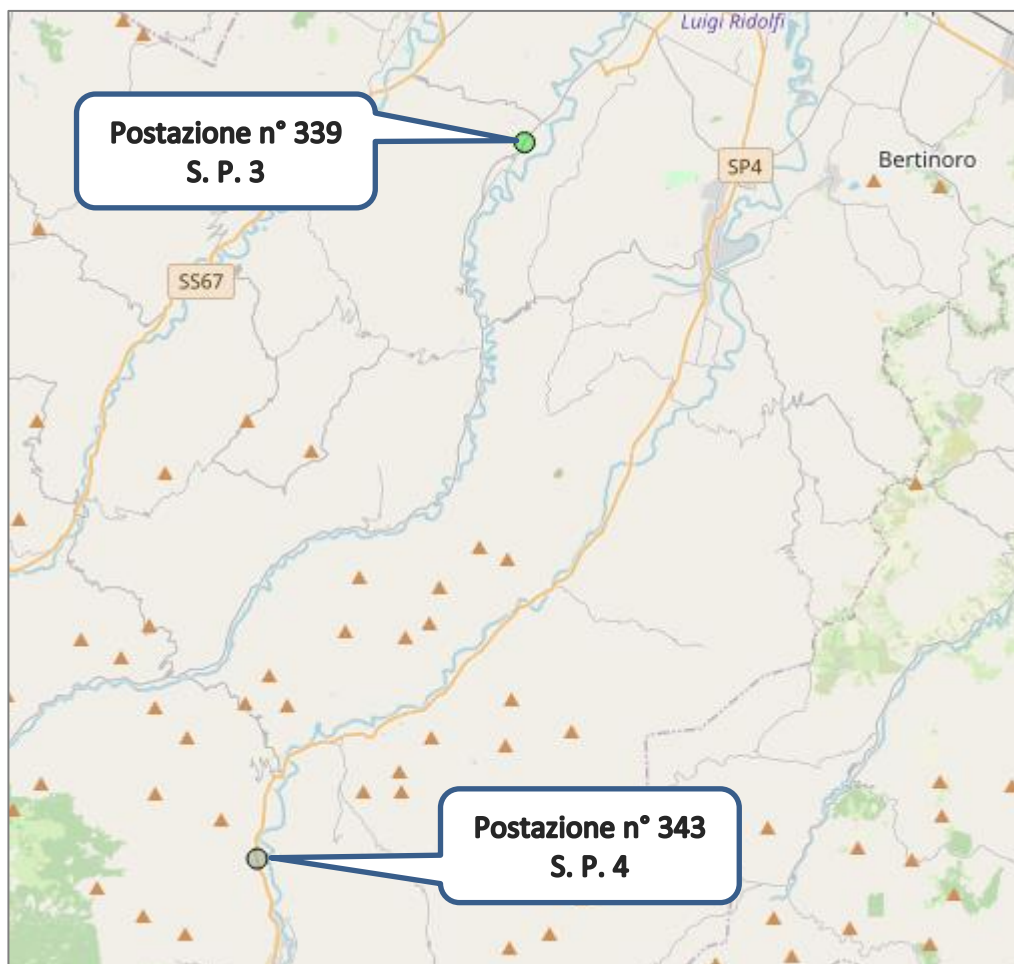 Luigi Ridolfi
Postazione n° 339
S. P. 3
SP4
Bertinoro
SS67
Postazione n° 343
S. P. 4